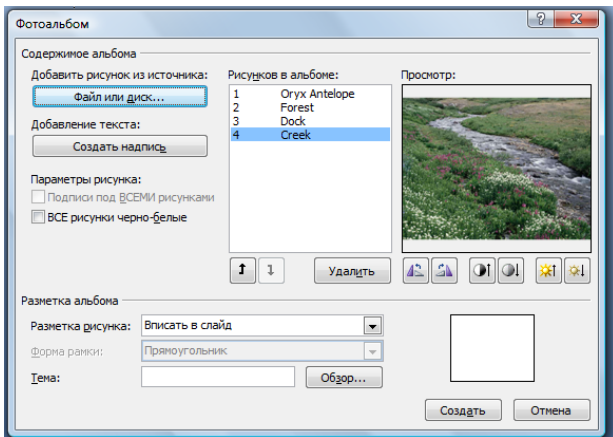 Фотоальбом
Содержимое альбома
Добавить рисунок из источника:
Файл или диск...
Добавление текста:
Создать надпись
Параметры рисунка:
Подписи под ВСЕМИ рисунками
ВСЕ рисунки черно-белые
Рисунков в альбоме:
1 Oryx Antelope
2 Forest
3 Dock
4 Creek
Удалить
Просмотр:
Разметка альбома
Разметка рисунка: Вписать в слайд
Форма рамки: Прямоугольник
Тема: Обзор...
Создать Отмена